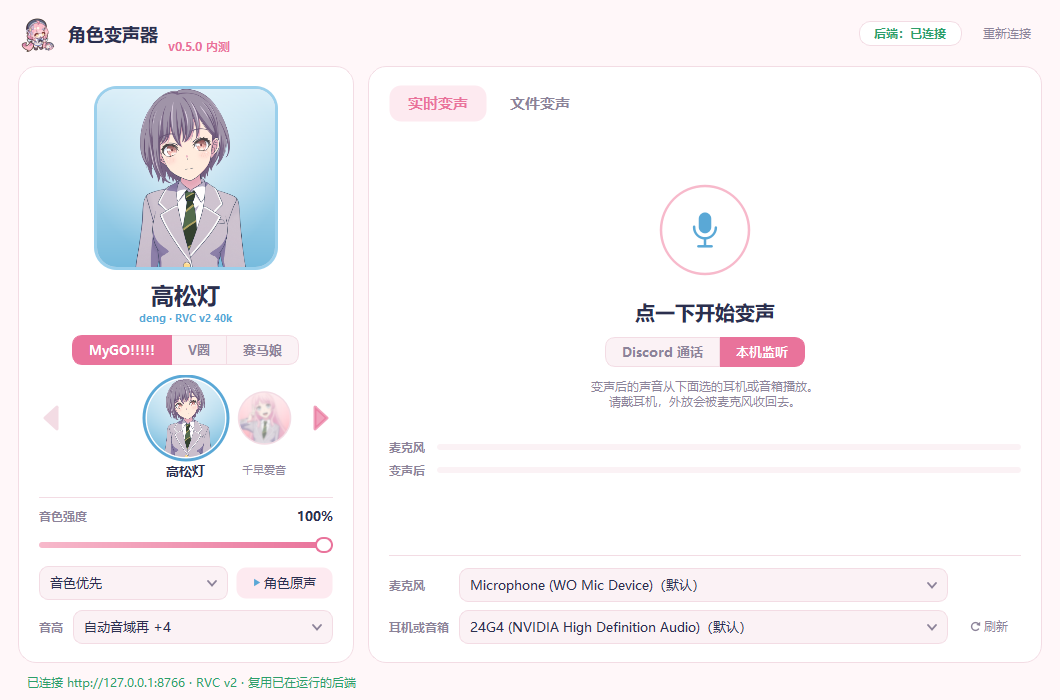 角色变声器
v0.5.0 内测
后端：已连接
重新连接
高松灯
deng · RVC v2 40k
MyGO!!!!!
V圈
赛马娘
高松灯
千早爱音
音色强度
100%
音色优先
角色原声
音高
自动音域再 +4
实时变声
文件变声
点一下开始变声
Discord 通话
本机监听
变声后的声音从下面选的耳机或音箱播放。
请戴耳机，外放会被麦克风收回去。
麦克风
变声后
麦克风
Microphone (WO Mic Device)（默认）
耳机或音箱
24G4 (NVIDIA High Definition Audio)（默认）
刷新
已连接 http://127.0.0.1:8766 · RVC v2 · 复用已在运行的后端